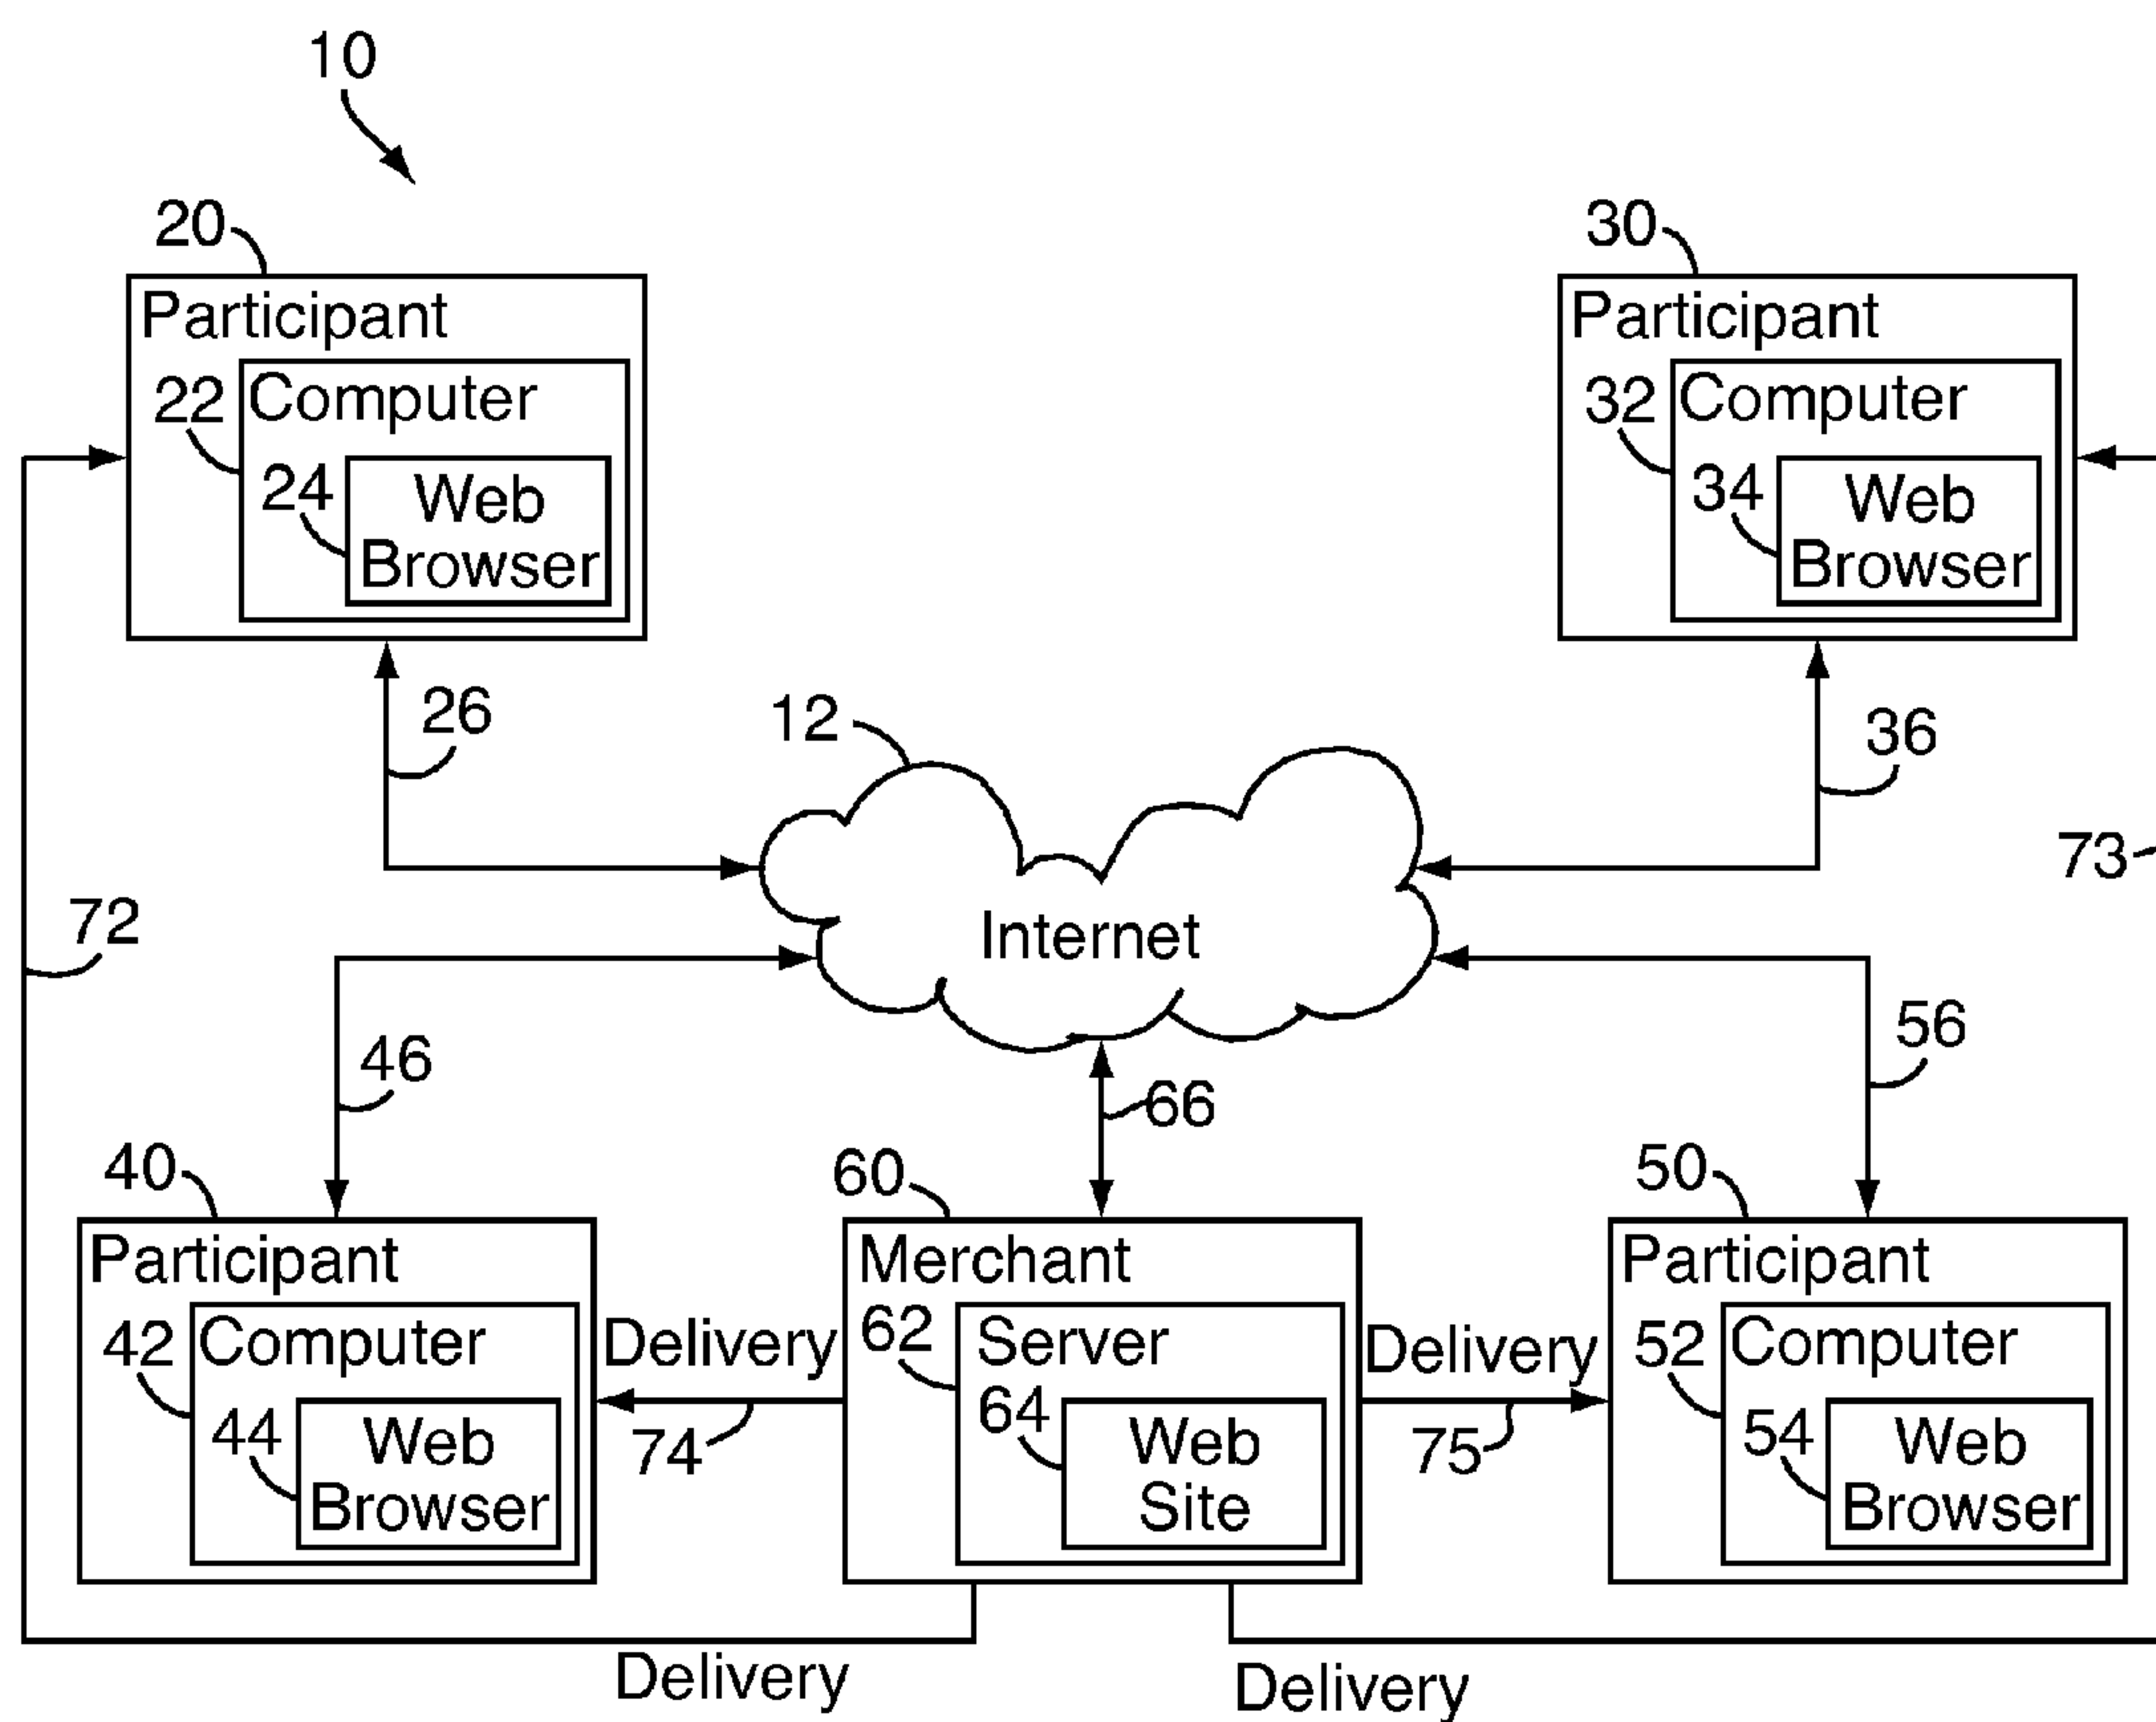 10
20
30
Participant
Participant
22
Computer
32
Computer
24
Web
Browser
34
Web
Browser
26
12
36
73
72
Internet
46
56
66
40
60
50
Participant
Merchant
Participant
42
Computer
Delivery
62
Server
Delivery
52
Computer
44
Web
Browser
74
64
Web
Site
75
54
Web
Browser
Delivery
Delivery